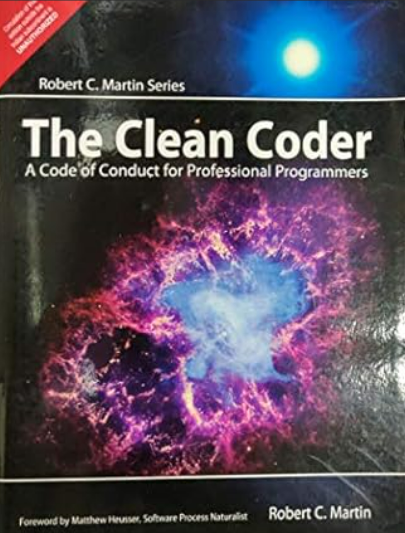 UNAUTHORIZED
Robert C. Martin Series
The Clean Coder
A Code of Conduct for Professional Programmers
Foreword by Matthew Heusser, Software Process Naturalist
Robert C. Martin